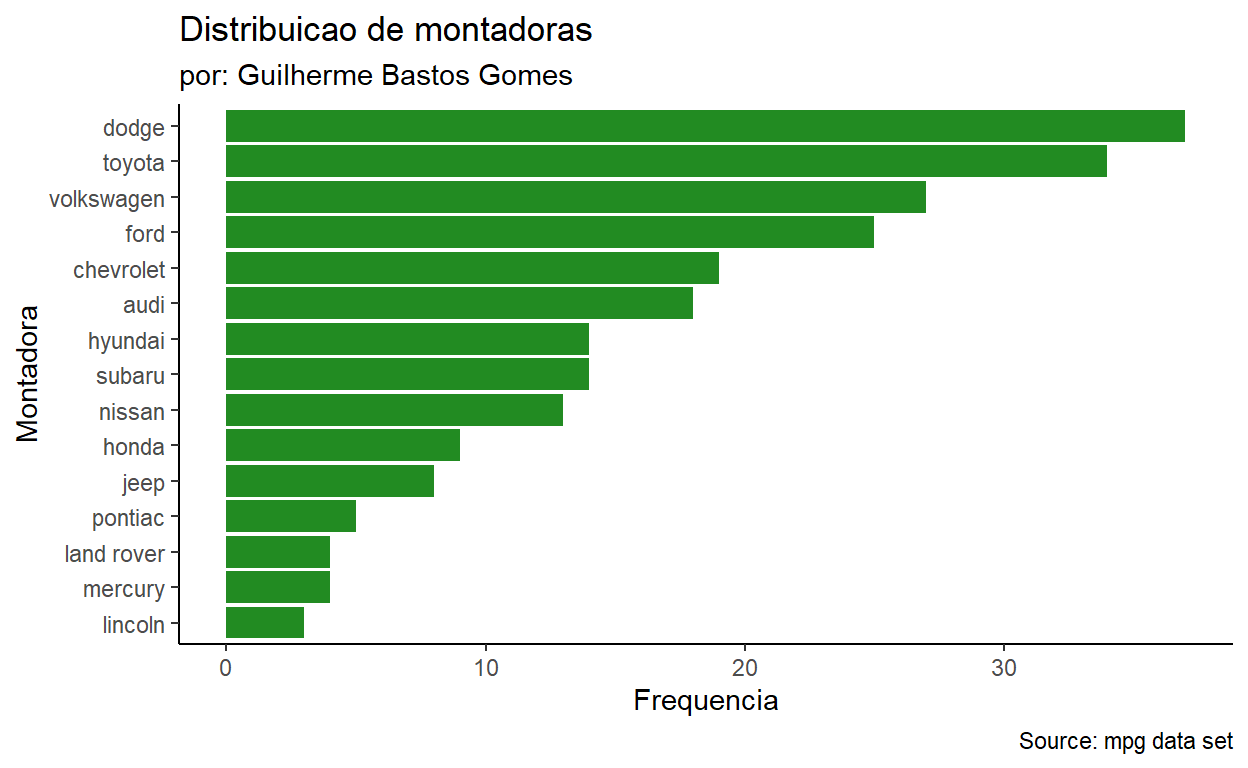 Distribuicao de montadoras
por: Guilherme Bastos Gomes
dodge
toyota
volkswagen
ford
chevrolet
audi
hyundai
subaru
nissan
honda
jeep
pontiac
land rover
mercury
lincoln
Montadora
0 10 20 30
Frequencia
Source: mpg data set